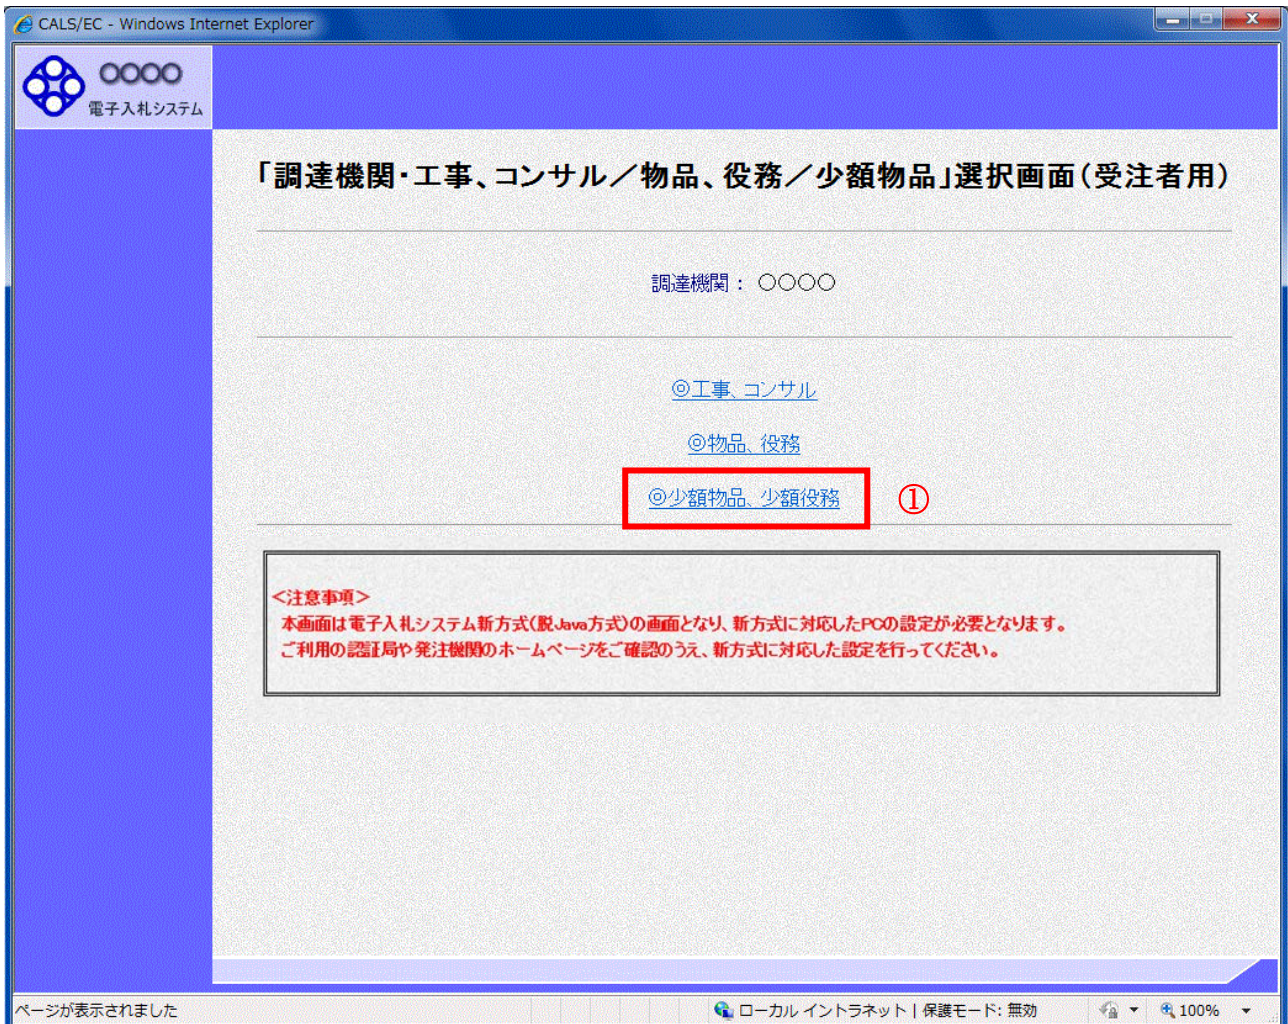 CALS/EC - Windows Internet Explorer
○○○○
電子入札システム
「調達機関・工事、コンサル／物品、役務／少額物品」選択画面（受注者用）
調達機関： ○○○○
◎工事、コンサル
◎物品、役務
◎少額物品、少額役務
①
＜注意事項＞
本画面は電子入札システム新方式(脱Java方式)の画面となり、新方式に対応したPCの設定が必要となります。
ご利用の認証局や発注機関のホームページをご確認のうえ、新方式に対応した設定を行ってください。
ページが表示されました
ローカル イントラネット | 保護モード: 無効
100%